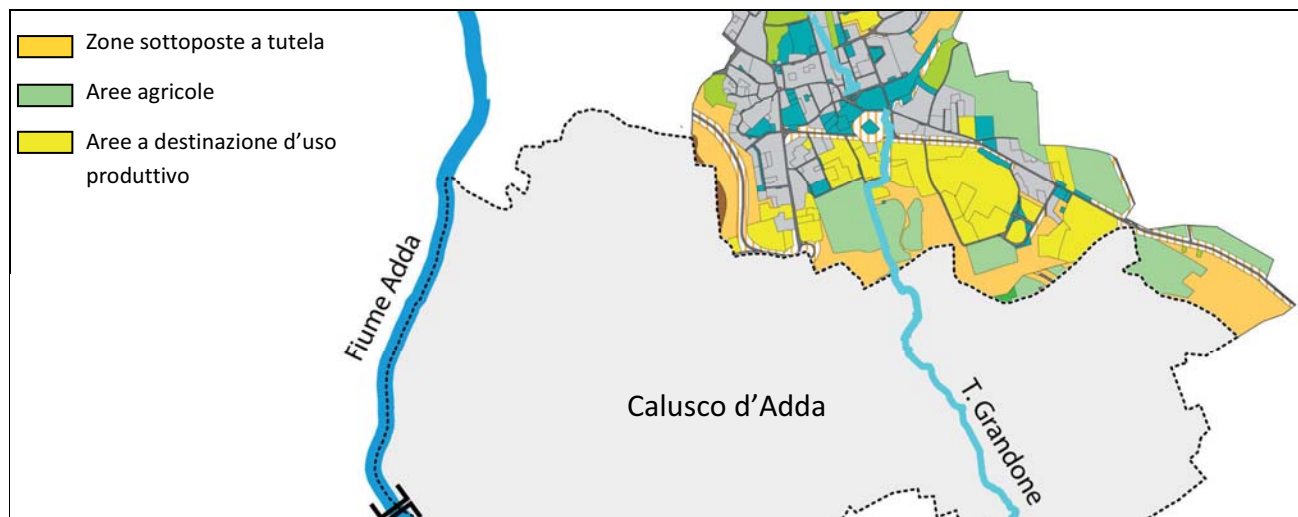 Zone sottoposte a tutela
Aree agricole
Aree a destinazione d'uso
produttivo
Fiume Adda
Calusco d'Adda
T. Grandone